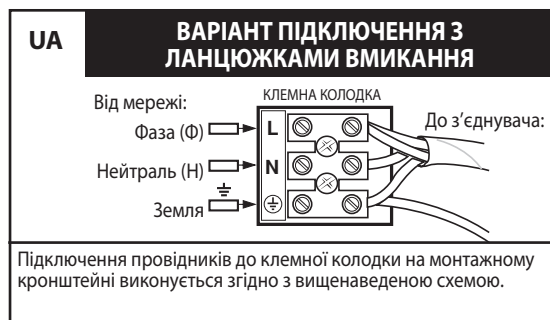 UA
ВАРІАНТ ПІДКЛЮЧЕННЯ З
ЛАНЦЮЖКАМИ ВМИКАННЯ
Від мережі:
КЛЕМНА КОЛОДКА
До з’єднувача:
Фаза (Ф)
L
Нейтраль (Н)
N
Земля
Підключення провідників до клемної колодки на монтажному
кронштейні виконується згідно з вищенаведеною схемою.